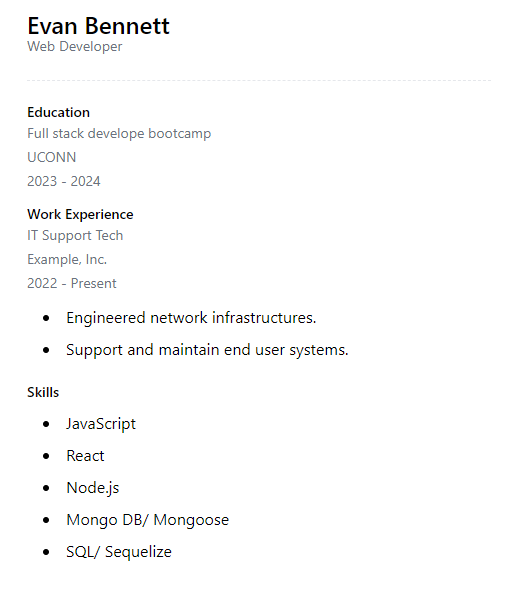 Evan Bennett
Web Developer
Education
Full stack develope bootcamp
UCONN
2023 - 2024
Work Experience
IT Support Tech
Example, Inc.
2022 - Present
• Engineered network infrastructures.
• Support and maintain end user systems.
Skills
• JavaScript
• React
• Node.js
• Mongo DB/ Mongoose
• SQL/ Sequelize